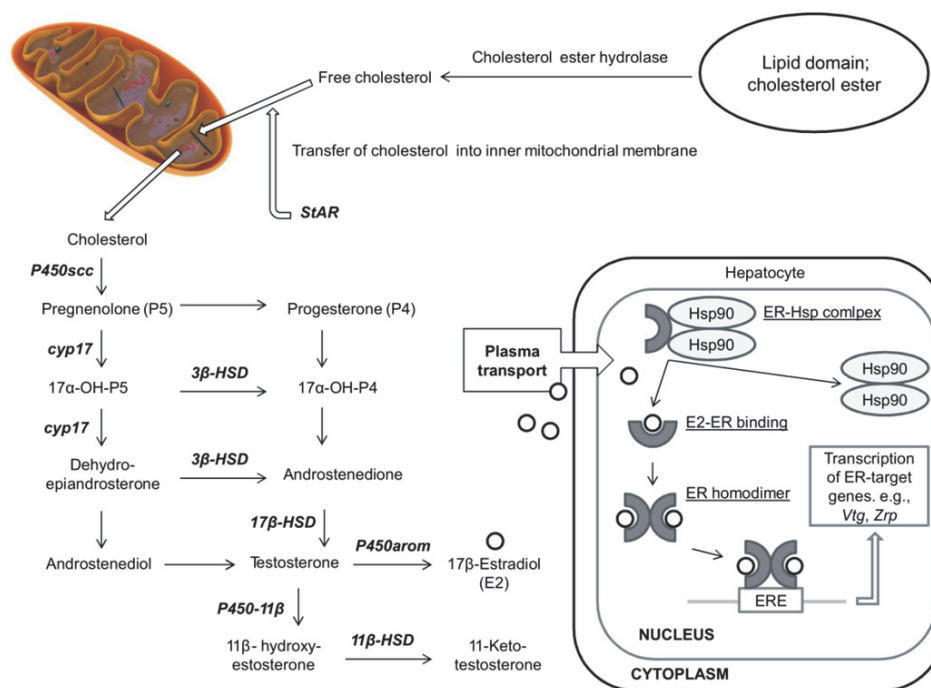 Lipid domain;
cholesterol ester
Cholesterol ester hydrolase
Free cholesterol
Transfer of cholesterol into inner mitochondrial membrane
StAR
Cholesterol
P450scc
Pregnenolone (P5)
Progesterone (P4)
cyp17
17α-OH-P5
3β-HSD
17α-OH-P4
cyp17
Dehydro-
epiandrosterone
3β-HSD
Androstenedione
17β-HSD
Androstenediol
Testosterone
P450arom
17β-Estradiol
(E2)
P450-11β
11β- hydroxy-
estosterone
11β-HSD
11-Keto-
testosterone
Plasma
transport
Hepatocyte
Hsp90
Hsp90
ER-Hsp comlpex
Hsp90
Hsp90
E2-ER binding
ER homodimer
Transcription
of ER-target
genes. e.g.,
Vtg, Zrp
ERE
NUCLEUS
CYTOPLASM